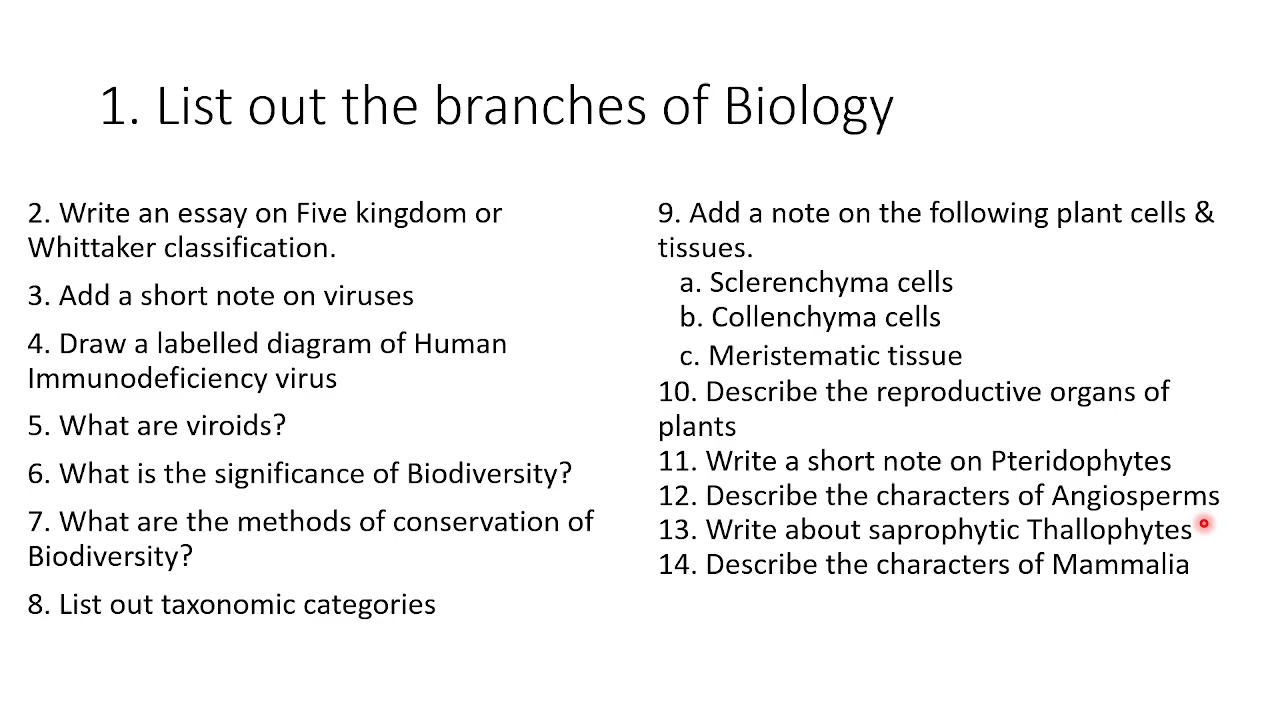 1. List out the branches of Biology
2. Write an essay on Five kingdom or
Whittaker classification.
3. Add a short note on viruses
4. Draw a labelled diagram of Human
Immunodeficiency virus
5. What are viroids?
6. What is the significance of Biodiversity?
7. What are the methods of conservation of
Biodiversity?
8. List out taxonomic categories
9. Add a note on the following plant cells &
tissues.
a. Sclerenchyma cells
b. Collenchyma cells
c. Meristematic tissue
10. Describe the reproductive organs of
plants
11. Write a short note on Pteridophytes
12. Describe the characters of Angiosperms
13. Write about saprophytic Thallophytes
14. Describe the characters of Mammalia